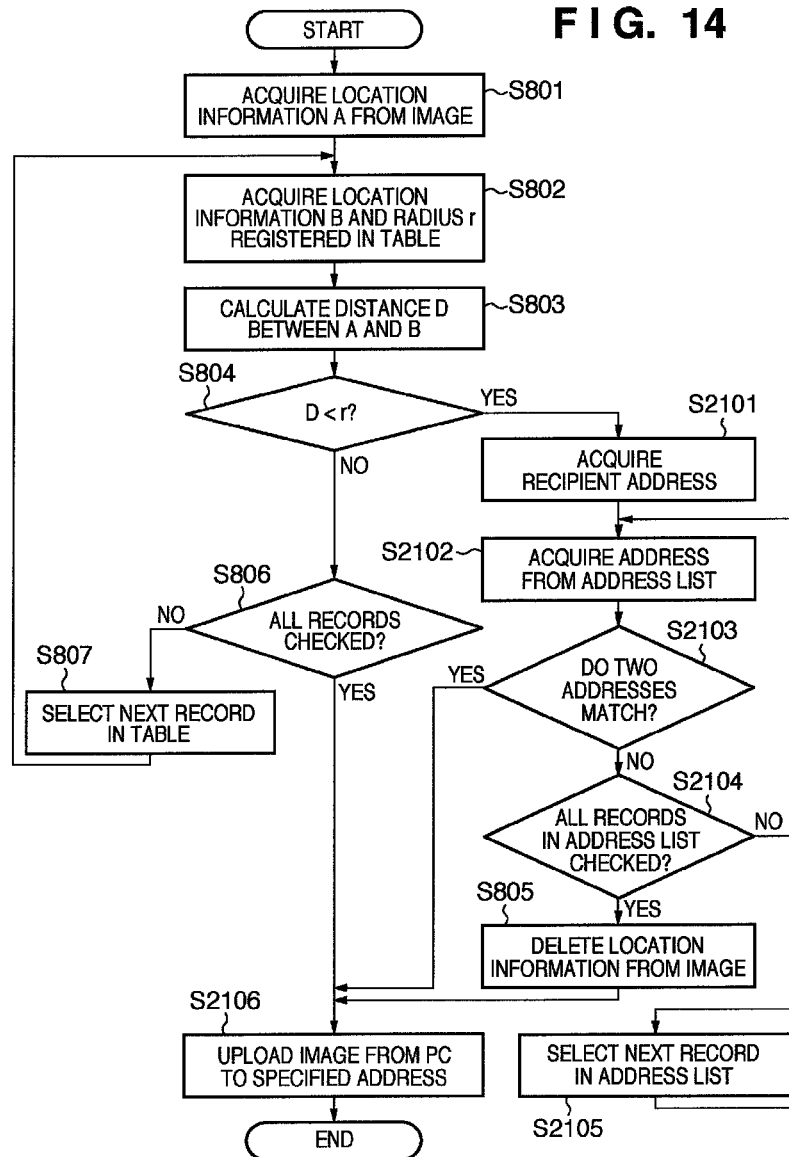 FIG. 14
START
ACQUIRE LOCATION
INFORMATION A FROM IMAGE
S801
ACQUIRE LOCATION
INFORMATION B AND RADIUS r
REGISTERED IN TABLE
S802
CALCULATE DISTANCE D
BETWEEN A AND B
S803
S804
D < r?
YES
NO
S2101
ACQUIRE
RECIPIENT ADDRESS
S2102
ACQUIRE ADDRESS
FROM ADDRESS LIST
S806
ALL RECORDS
CHECKED?
NO
YES
S807
SELECT NEXT RECORD
IN TABLE
S2103
DO TWO
ADDRESSES
MATCH?
YES
NO
S2104
ALL RECORDS
IN ADDRESS LIST
CHECKED?
NO
YES
S805
DELETE LOCATION
INFORMATION FROM IMAGE
S2106
UPLOAD IMAGE FROM PC
TO SPECIFIED ADDRESS
SELECT NEXT RECORD
IN ADDRESS LIST
S2105
END